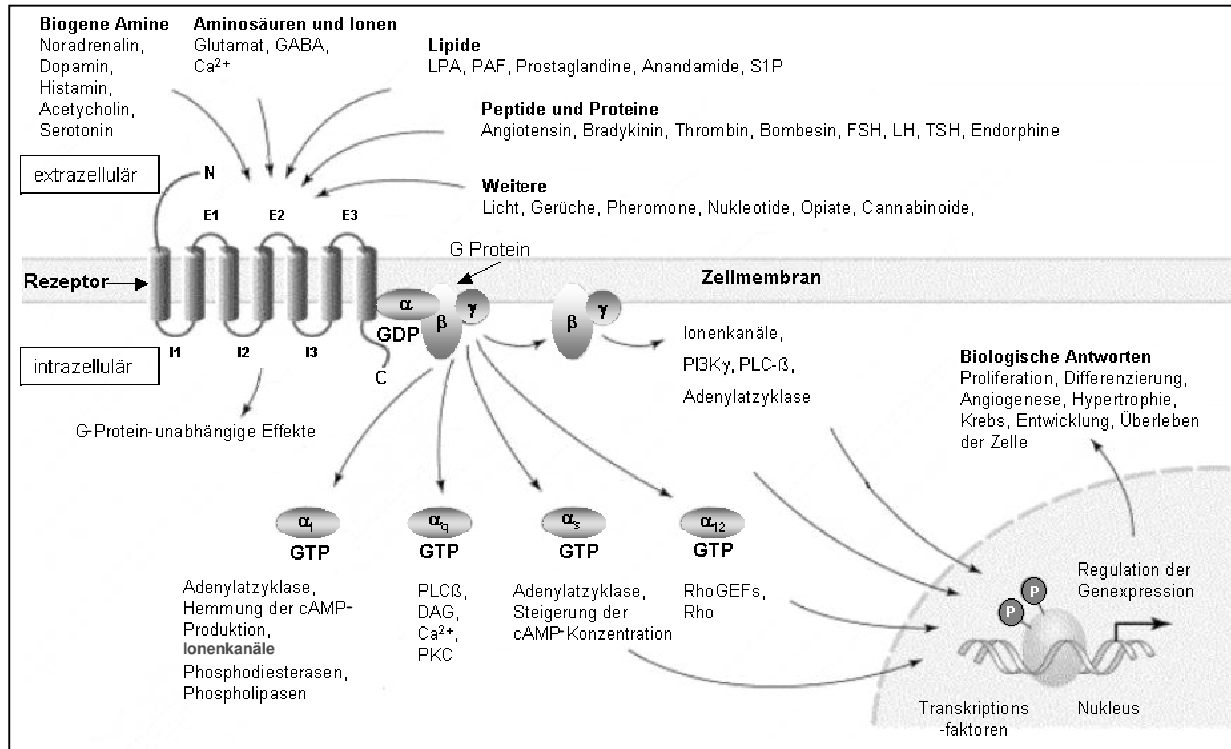 Biogene Amine
Noradrenalin,
Dopamin,
Histamin,
Acetycholin,
Serotonin
Aminosäuren und Ionen
Glutamat, GABA,
Ca²⁺
Lipide
LPA, PAF, Prostaglandine, Anandamide, S1P
Peptide und Proteine
Angiotensin, Bradykinin, Thrombin, Bombesin, FSH, LH, TSH, Endorphine
Weitere
Licht, Gerüche, Pheromone, Nukleotide, Opiate, Cannabinoide,
extrazellulär
N
E1 E2 E3
G Protein
Rezeptor
Zellmembran
α β γ
GDP
β γ
I1 I2 I3
C
intrazellulär
G-Protein-unabhängige Effekte
Ionenkanäle,
PI3Kγ, PLC-ß,
Adenylatzyklase
Biologische Antworten
Proliferation, Differenzierung,
Angiogenese, Hypertrophie,
Krebs, Entwicklung, Überleben
der Zelle
αᵢ
GTP
Adenylatzyklase,
Hemmung der cAMP-
Produktion,
Ionenkanäle
Phosphodiesterasen,
Phospholipasen
α_q
GTP
PLCß,
DAG,
Ca²⁺,
PKC
αₛ
GTP
Adenylatzyklase,
Steigerung der
cAMP-Konzentration
α₁₂
GTP
RhoGEFs,
Rho
Regulation der
Genexpression
P
P
Transkriptions
-faktoren
Nukleus